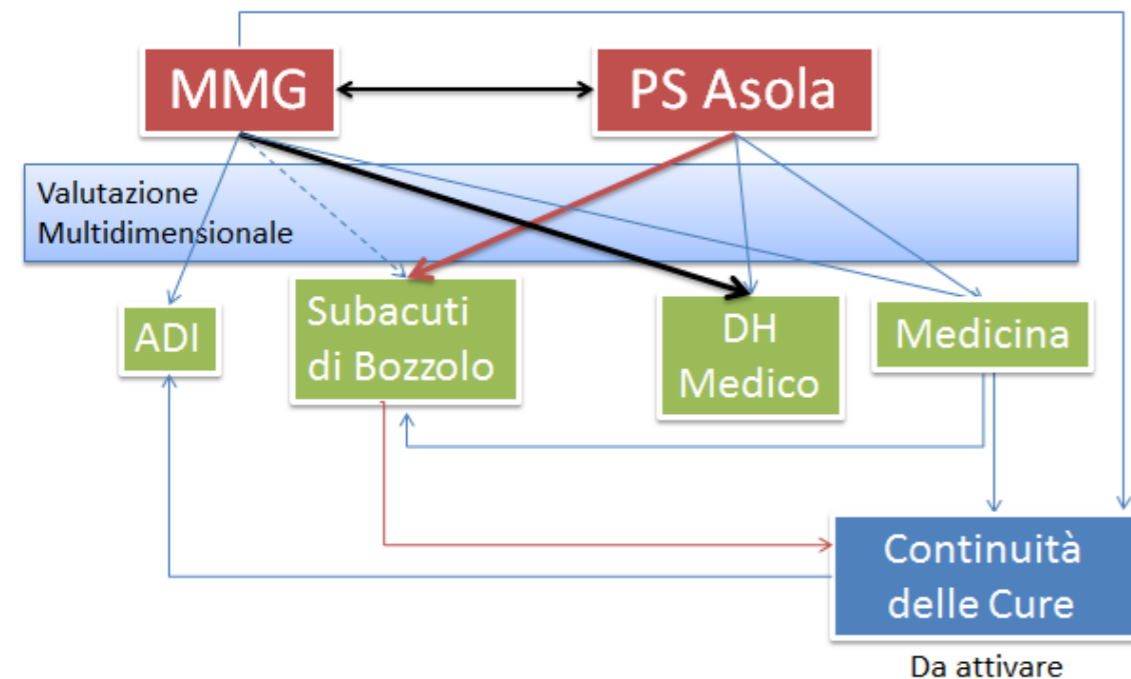 MMG
PS Asola
Valutazione
Multidimensionale
ADI
Subacuti
di Bozzolo
DH
Medico
Medicina
Continuità
delle Cure
Da attivare